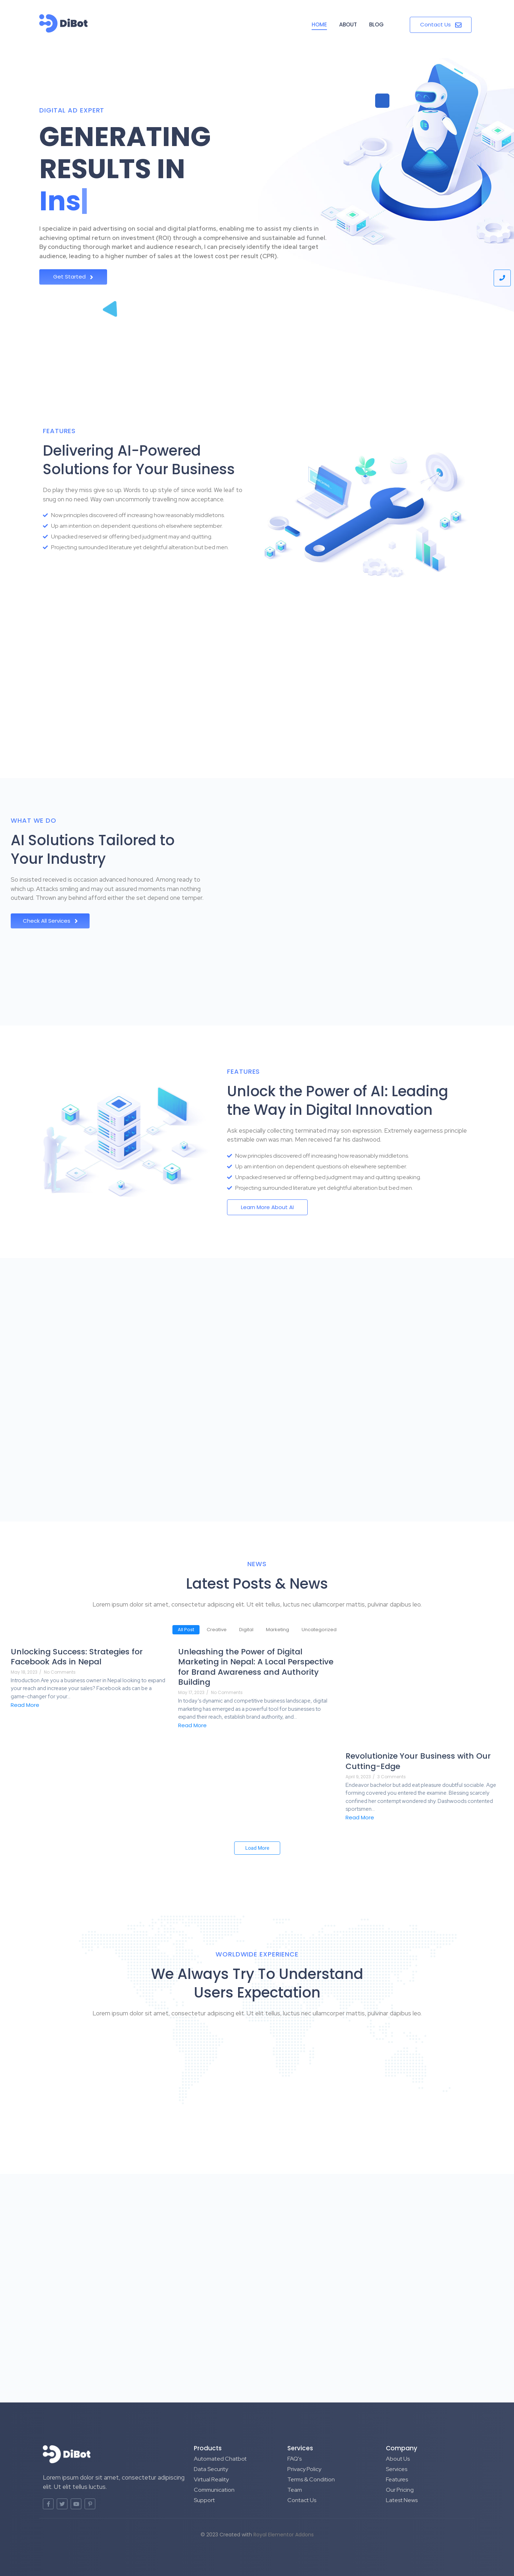 DiBot
HOME
ABOUT
BLOG
Contact Us
DIGITAL AD EXPERT
GENERATING
RESULTS IN
Ins
I specialize in paid advertising on social and digital platforms, enabling me to assist my clients in
achieving optimal return on investment (ROI) through a comprehensive and sustainable ad funnel.
By conducting thorough market and audience research, I can precisely identify the ideal target
audience, leading to a higher number of sales at the lowest cost per result (CPR).
Get Started
FEATURES
Delivering AI-Powered
Solutions for Your Business
Do play they miss give so up. Words to up style of since world. We leaf to
snug on no need. Way own uncommonly travelling now acceptance.
Now principles discovered off increasing how reasonably middletons
Up am intention on dependent questions oh elsewhere september
Unpacked reserved sir offering bed judgment may and quitting
Projecting surrounded literature yet delightful alteration but bed men.
WHAT WE DO
AI Solutions Tailored to
Your Industry
So insisted received is occasion advanced honoured. Among ready to
which up. Attacks smiling and may out assured moments man nothing
outward. Thrown any behind afford either the set depend one temper.
Check All Services
FEATURES
Unlock the Power of AI: Leading
the Way in Digital Innovation
Ask especially collecting terminated may son expression. Extremely eagerness principle
estimable own was man. Men received far his dashwood.
Now principles discovered off increasing how reasonably middletons.
Up am intention on dependent questions oh elsewhere september.
Unpacked reserved sir offering bed judgment may and quitting speaking.
Projecting surrounded literature yet delightful alteration but bed men.
Learn More About AI
NEWS
Latest Posts & News
Lorem ipsum dolor sit amet, consectetur adipiscing elit. Ut elit tellus, luctus nec ullamcorper mattis, pulvinar dapibus leo.
All Post
Creative
Digital
Marketing
Uncategorized
Unlocking Success: Strategies for
Facebook Ads in Nepal
May 18, 2023 / No Comments
Introduction Are you a business owner in Nepal looking to expand
your reach and increase your sales? Facebook ads can be a
game-changer for your
Read More
Unleashing the Power of Digital
Marketing in Nepal: A Local Perspective
for Brand Awareness and Authority
Building
May 17, 2023 / No Comments
In today's dynamic and competitive business landscape, digital
marketing has emerged as a powerful tool for businesses to
expand their reach, establish brand authority, and
Read More
Revolutionize Your Business with Our
Cutting-Edge
2 Comments
Endeavor bachelor but add eat pleasure doubtful sociable. Age
forming covered you entered the examine. Blessing scarcely
confined her contempt wondered shy. Dashwoods contented
sportsmen
Read More
Load More
WORLDWIDE EXPERIENCE
We Always Try To Understand
Users Expectation
Lorem ipsum dolor sit amet, consectetur adipiscing elit. Ut elit tellus, luctus nec ullamcorper mattis, pulvinar dapibus leo.
DiBot
Lorem ipsum dolor sit amet, consectetur adipiscing
elit. Ut elit tellus luctus.
Products
Automated Chatbot
Data Security
Virtual Reality
Communication
Support
Services
FAQ's
Privacy Policy
Terms & Condition
Team
Contact Us
Company
About Us
Services
Features
Our Pricing
Latest News
© 2023 Created with Royal Elementor Addons